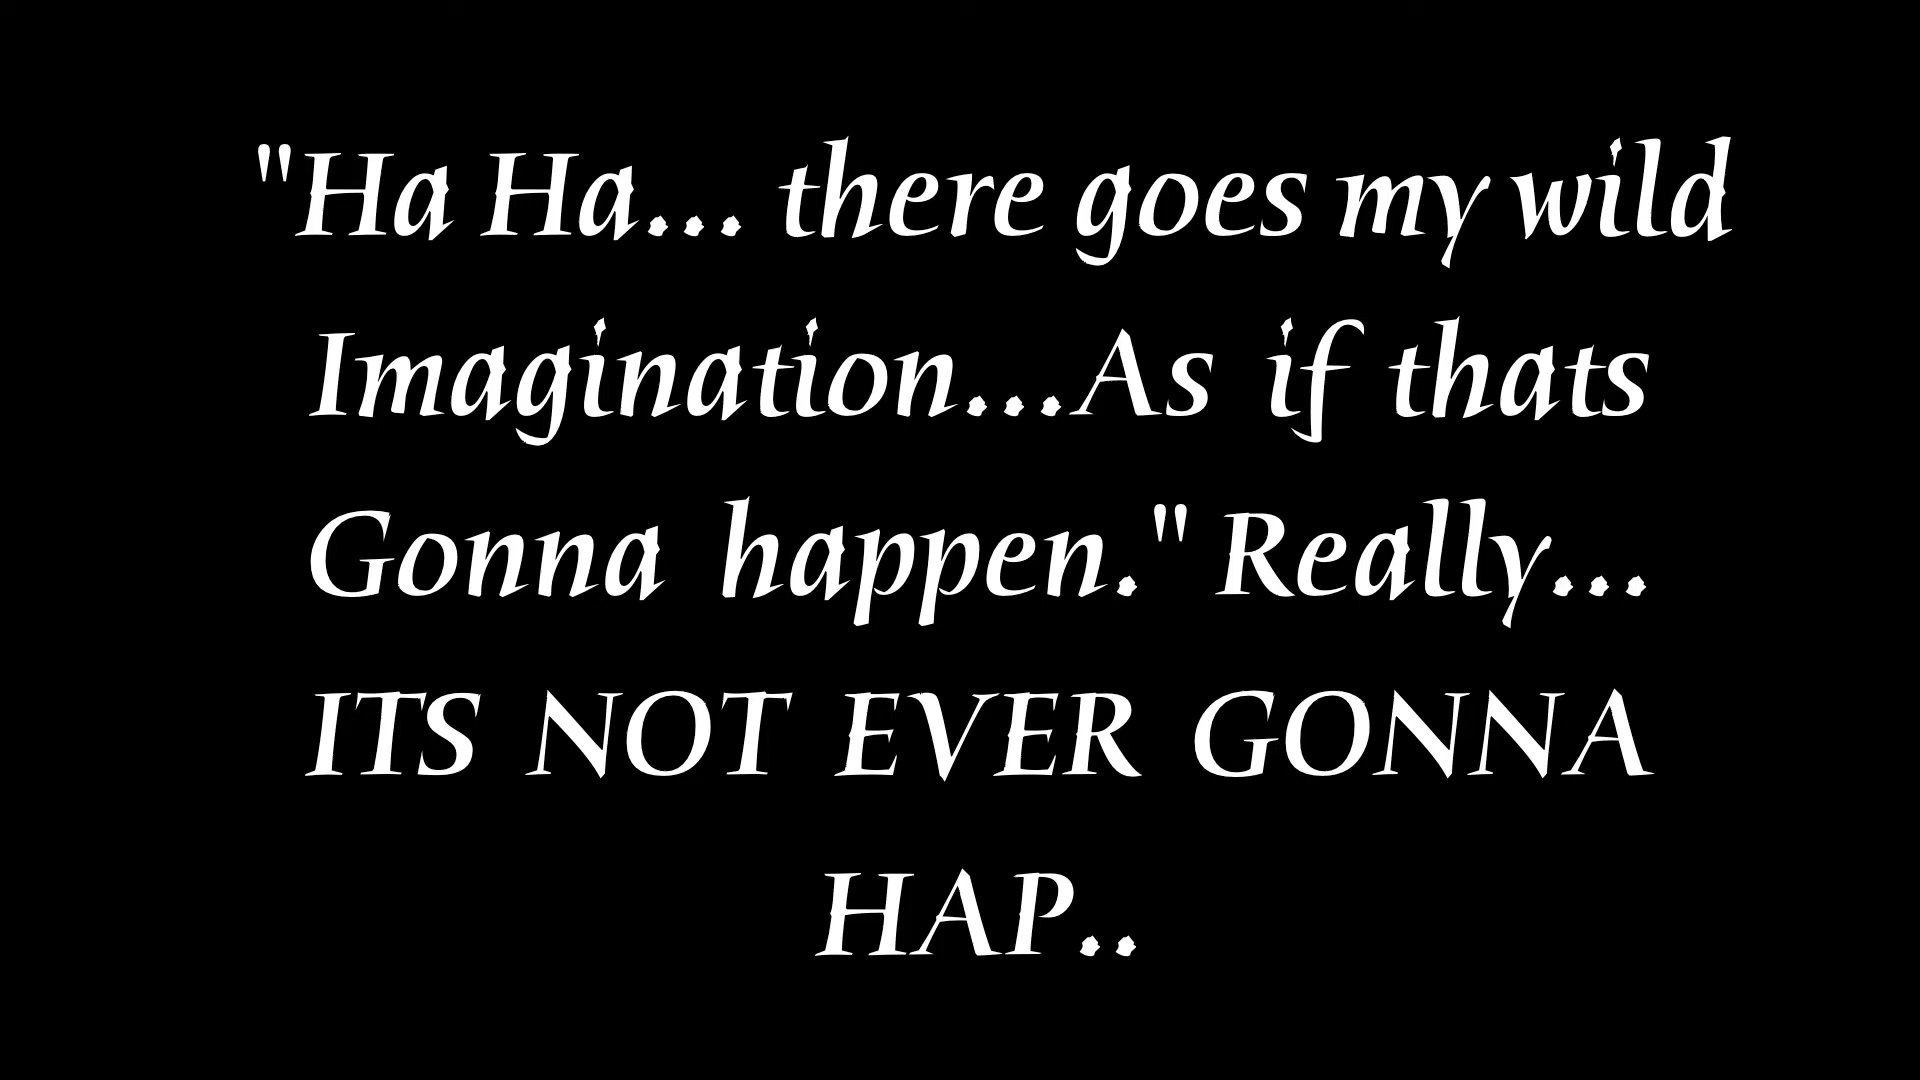 "Ha Ha... there goes my wild
Imagination...As if thats
Gonna happen." Really...
ITS NOT EVER GONNA
HAP..